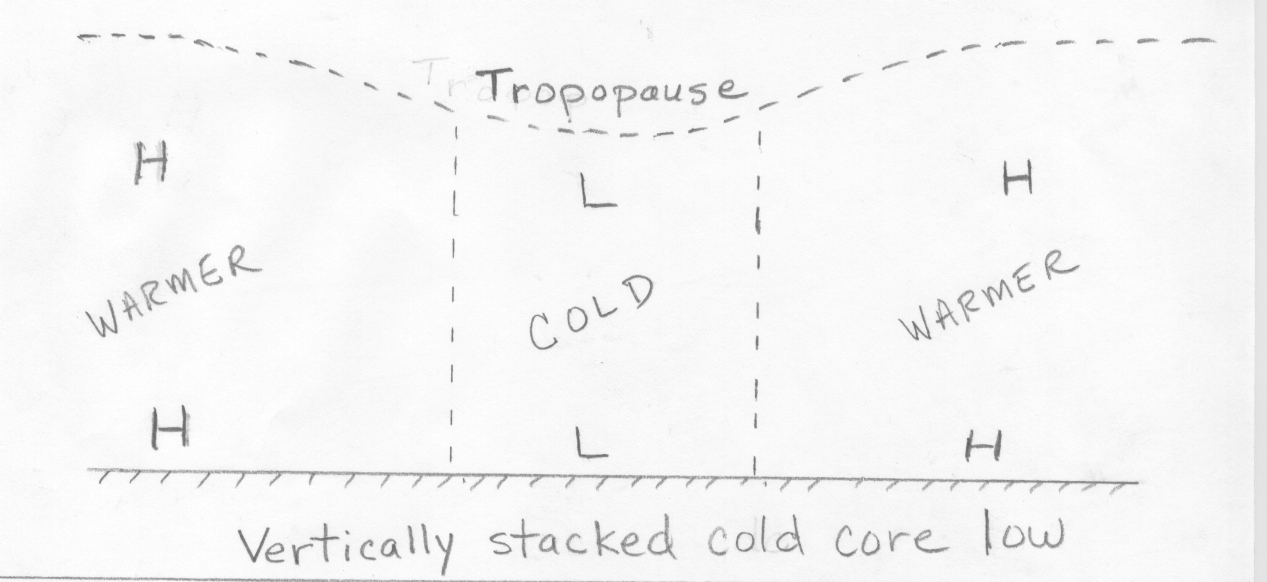 Tropopause
H L H
WARMER COLD WARMER
H L H
Vertically stacked cold core low